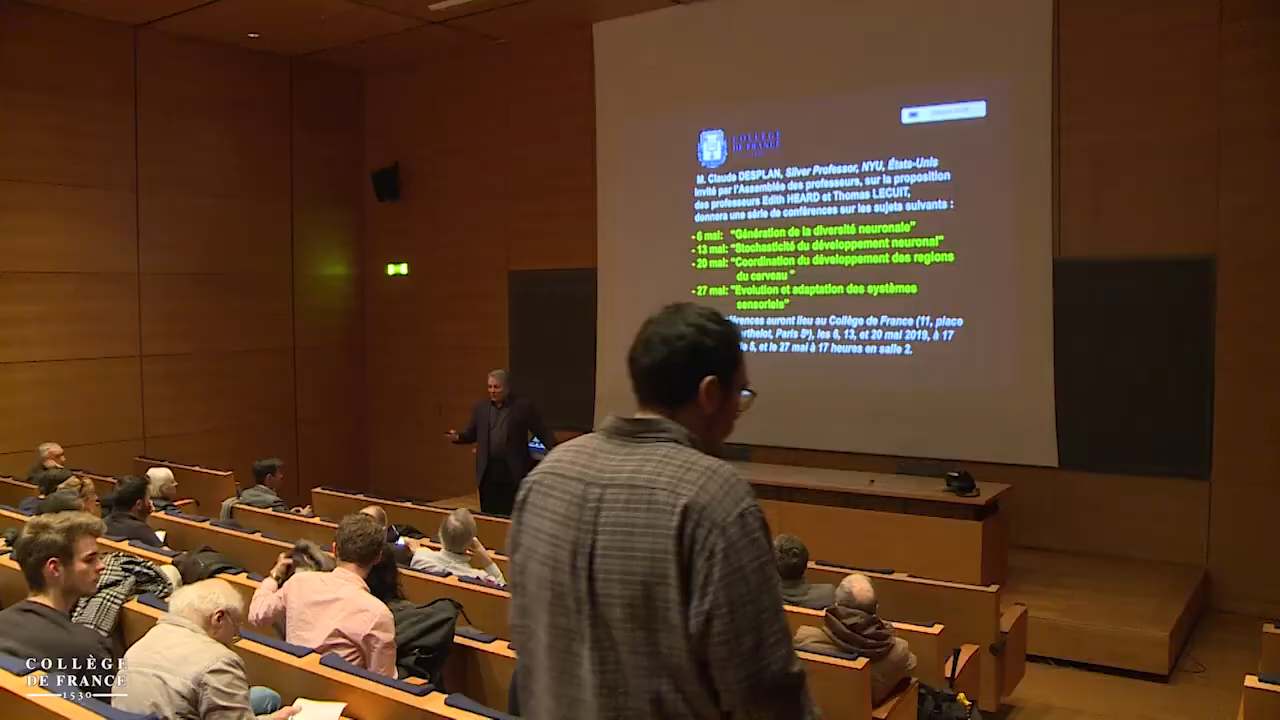 COLLÈGE
DE FRANCE
M. Claude DESPLAN, Silver Professor, NYU, États-Unis
invité par l'Assemblée des professeurs, sur la proposition
des professeurs Edith HEARD et Thomas LECUIT,
donnera une série de conférences sur les sujets suivants :
- 6 mai: "Génération de la diversité neuronale"
- 13 mai: "Stochasticité du développement neuronal"
- 20 mai: "Coordination du développement des regions
du cerveau "
- 27 mai: "Evolution et adaptation des systèmes
sensoriels"
auront lieu au Collège de France (11, place
Paris 5e), les 6, 13, et 20 mai 2019, à 17
5, et le 27 mai à 17 heures en salle 2.
COLLÈGE
DE FRANCE
1530